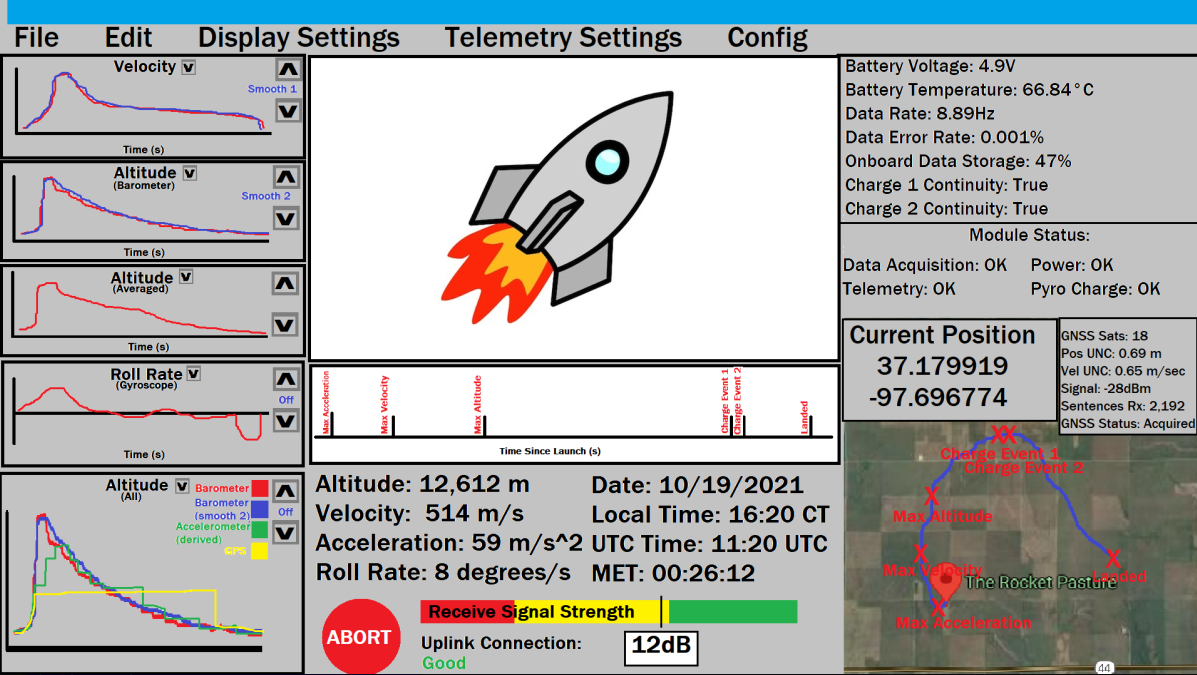 File Edit Display Settings Telemetry Settings Config
Velocity V
Smooth 1
Time (s)
Altitude V
(Barometer)
Smooth 2
Time (s)
Altitude V
(Averaged)
Time (s)
Roll Rate V
(Gyroscope)
Off
Time (s)
Altitude V
(All)
Barometer
Barometer
(smooth 2)
Accelerometer
(derived)
GPS
Off
Max Acceleration
Max Velocity
Max Altitude
Charge Event 1
Charge Event 2
Landed
Time Since Launch (s)
Altitude: 12,612 m
Velocity: 514 m/s
Acceleration: 59 m/s^2
Roll Rate: 8 degrees/s
Date: 10/19/2021
Local Time: 16:20 CT
UTC Time: 11:20 UTC
MET: 00:26:12
ABORT
Receive Signal Strength
Uplink Connection:
Good
12dB
Battery Voltage: 4.9V
Battery Temperature: 66.84°C
Data Rate: 8.89Hz
Data Error Rate: 0.001%
Onboard Data Storage: 47%
Charge 1 Continuity: True
Charge 2 Continuity: True
Module Status:
Data Acquisition: OK Power: OK
Telemetry: OK Pyro Charge: OK
Current Position
37.179919
-97.696774
GNSS Sats: 18
Pos UNC: 0.69 m
Vel UNC: 0.65 m/sec
Signal: -28dBm
Sentences Rx: 2,192
GNSS Status: Acquired
Charge Event 1
Charge Event 2
Max Altitude
Max Velocity
Landed
The Rocket Pasture
Max Acceleration
44